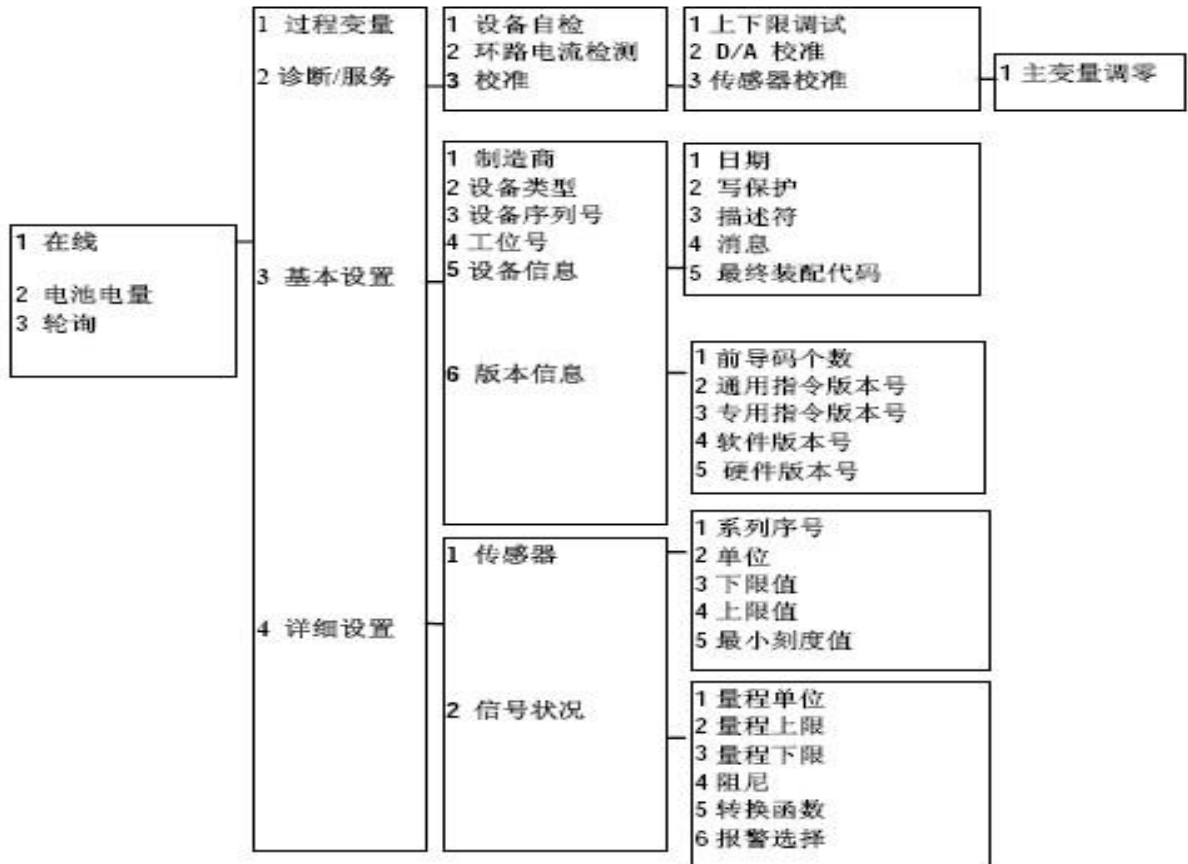 1 在线
2 电池电量
3 轮询
1 过程变量
2 诊断/服务
3 基本设置
4 详细设置
1 设备自检
2 环路电流检测
3 校准
1 上下限调试
2 D/A 校准
3 传感器校准
1 主变量调零
1 制造商
2 设备类型
3 设备序列号
4 工位号
5 设备信息
6 版本信息
1 日期
2 写保护
3 描述符
4 消息
5 最终装配代码
1 前导码个数
2 通用指令版本号
3 专用指令版本号
4 软件版本号
5 硬件版本号
1 传感器
2 信号状况
1 系列序号
2 单位
3 下限值
4 上限值
5 最小刻度值
1 量程单位
2 量程上限
3 量程下限
4 阻尼
5 转换函数
6 报警选择